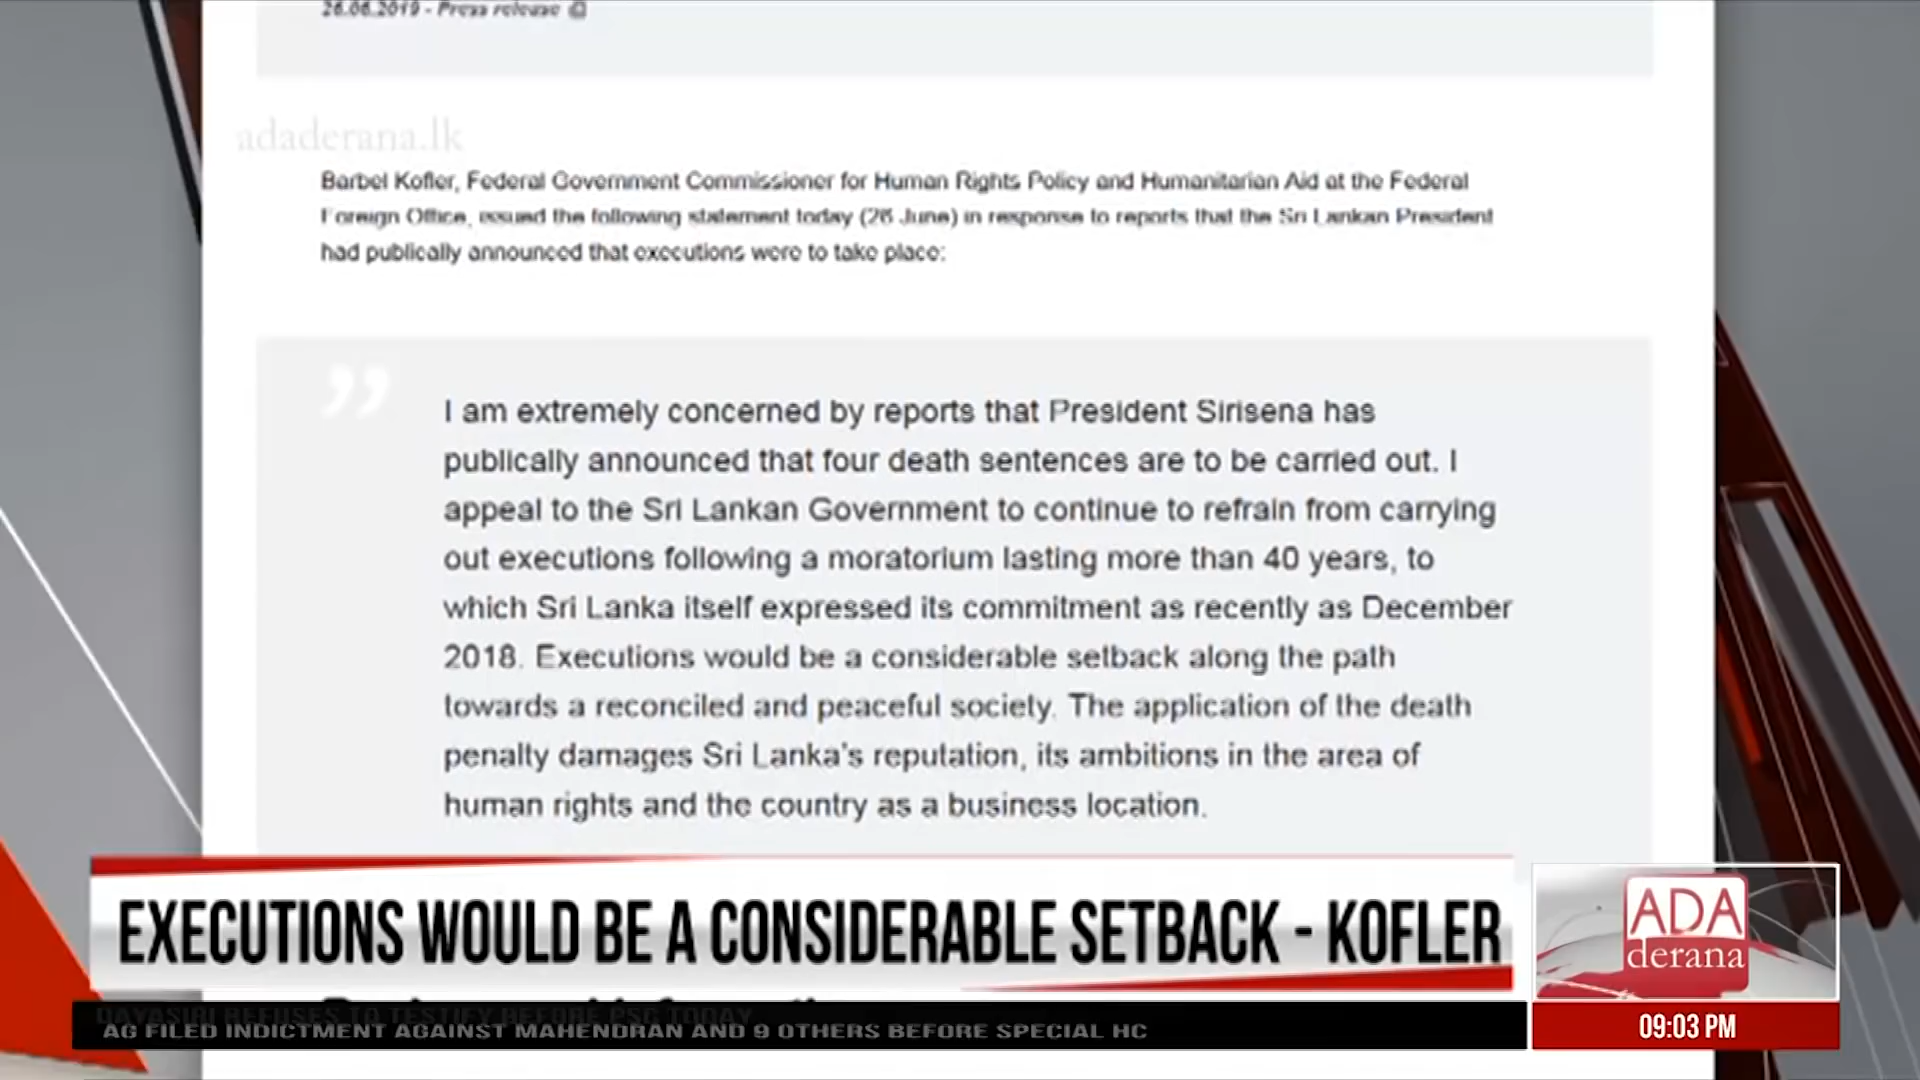 26.06.2019 - Press release
adaderana.lk
Barbel Kofler, Federal Government Commissioner for Human Rights Policy and Humanitarian Aid at the Federal
Foreign Office, issued the following statement today (26 June) in response to reports that the Sri Lankan President
had publically announced that executions were to take place:
”
I am extremely concerned by reports that President Sirisena has
publically announced that four death sentences are to be carried out. I
appeal to the Sri Lankan Government to continue to refrain from carrying
out executions following a moratorium lasting more than 40 years, to
which Sri Lanka itself expressed its commitment as recently as December
2018. Executions would be a considerable setback along the path
towards a reconciled and peaceful society. The application of the death
penalty damages Sri Lanka's reputation, its ambitions in the area of
human rights and the country as a business location.
EXECUTIONS WOULD BE A CONSIDERABLE SETBACK - KOFLER
ADA
derana
DAYASIRI REFUSES TO TESTIFY BEFORE PSC TODAY
AG FILED INDICTMENT AGAINST MAHENDRAN AND 9 OTHERS BEFORE SPECIAL HC
09:03 PM